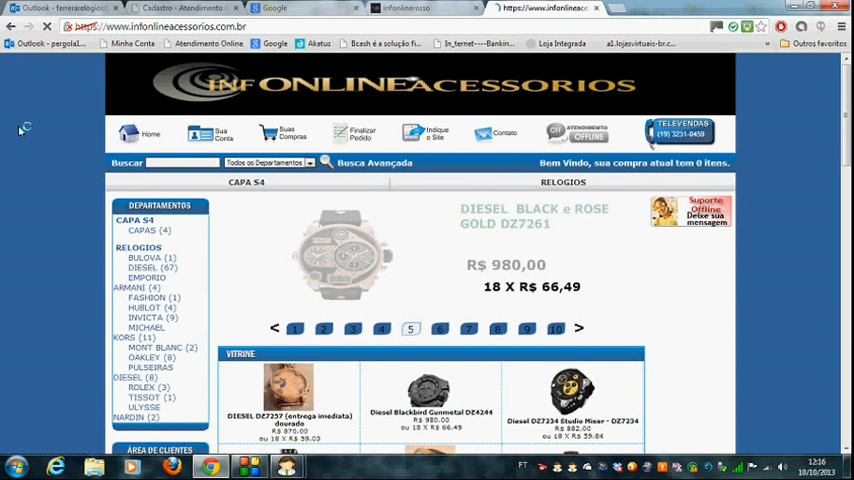 Outlook - ferrerarelogios@
Cadastro - Atendimento
Google
infonlinerosso
https://www.infonlineaces
https://www.infonlineacessorios.com.br
Outlook - pergola1
Minha Conta
Atendimento Online
Google
Akatus
Bcash é a solução fi...
In_ternet----Bankin...
Loja Integrada
a1.lojasvirtuais-br.c...
Outros favoritos
INFONLINEACESSORIOS
Home
Sua Conta
Suas Compras
Finalizar Pedido
Indique o Site
Contato
Off ATENDIMENTO OFFLINE
TELEVENDAS
(19) 3231-0459
Buscar
Todos os Departamentos
Busca Avançada
Bem Vindo, sua compra atual tem 0 itens.
CAPA S4
RELOGIOS
DEPARTAMENTOS
CAPA S4
CAPAS (4)
RELOGIOS
BULOVA (1)
DIESEL (67)
EMPORIO
ARMANI (4)
FASHION (1)
HUBLOT (4)
INVICTA (9)
MICHAEL
KORS (11)
MONT BLANC (2)
OAKLEY (8)
PULSEIRAS
DIESEL (8)
ROLEX (3)
TISSOT (1)
ULYSSE
NARDIN (2)
ÁREA DE CLIENTES
DIESEL BLACK e ROSE
GOLD DZ7261
R$ 980,00
18 X R$ 66,49
Suporte
Offline
Deixe sua
mensagem
< 1 2 3 4 5 6 7 8 9 10 >
VITRINE
DIESEL DZ7257 (entrega imediata)
dourado
R$ 870.00
ou 18 X R$ 59.03
Diesel Blackbird Gunmetal DZ4244
R$ 980.00
ou 18 X R$ 66.49
Diesel DZ7234 Studio Mixer - DZ7234
R$ 882.00
ou 18 X R$ 59.84
PT
12:16
10/10/2013